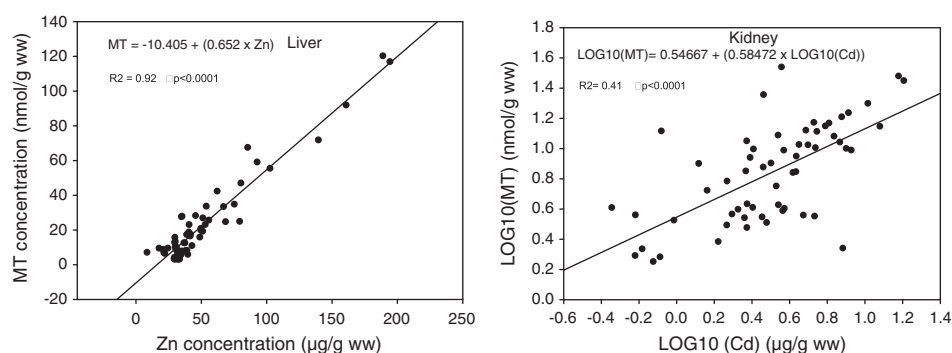 MT = -10.405 + (0.652 x Zn) Liver
R2 = 0.92 □p<0.0001
MT concentration (nmol/g ww)
140
120
100
80
60
40
20
0
-20
0 50 100 150 200 250
Zn concentration (µg/g ww)
Kidney
LOG10(MT)= 0.54667 + (0.58472 x LOG10(Cd))
R2= 0.41 □p<0.0001
LOG10(MT) (nmol/g ww)
1.8
1.6
1.4
1.2
1.0
0.8
0.6
0.4
0.2
0.0
-0.6 -0.4 -0.2 0.0 0.2 0.4 0.6 0.8 1.0 1.2 1.4
LOG10 (Cd) (µg/g ww)